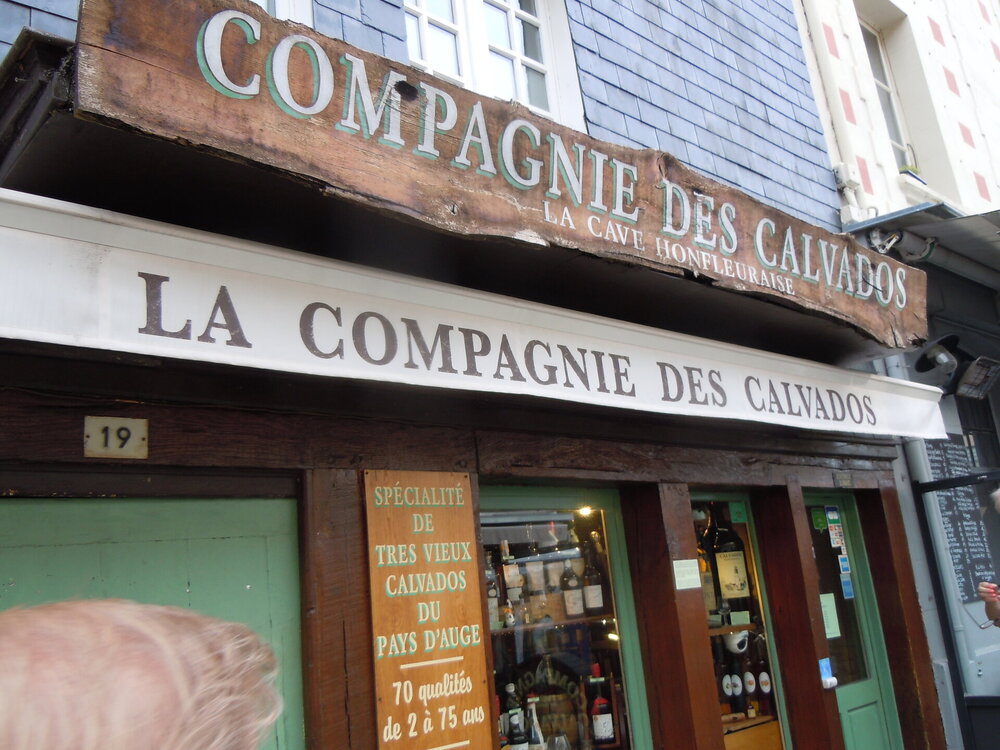 COMPAGNIE DES CALVADOS
LA CAVE HONFLEURAISE
LA COMPAGNIE DES CALVADOS
19
SPÉCIALITÉ
DE
TRES VIEUX
CALVADOS
DU
PAYS D'AUGE
70 qualités
de 2 à 75 ans
CALVADOS